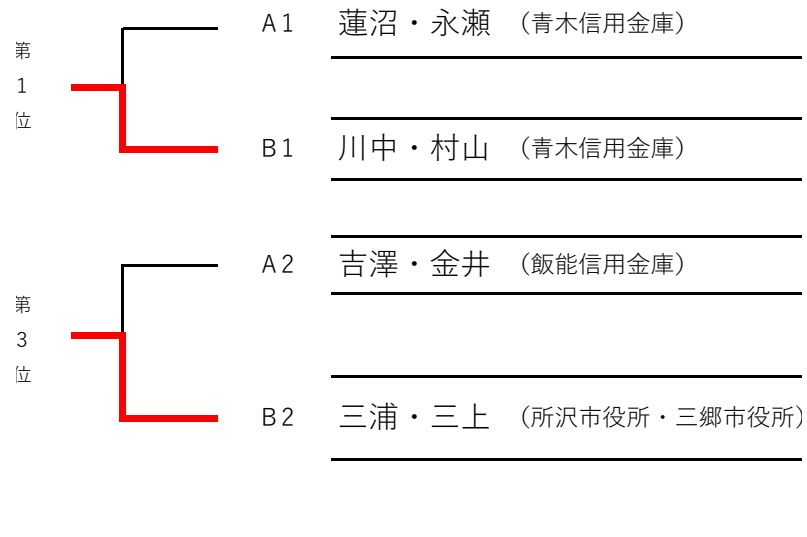 A1 蓮沼・永瀬 （青木信用金庫）
第
1
位
B1 川中・村山 （青木信用金庫）
A2 吉澤・金井 （飯能信用金庫）
第
3
位
B2 三浦・三上 （所沢市役所・三郷市役所）